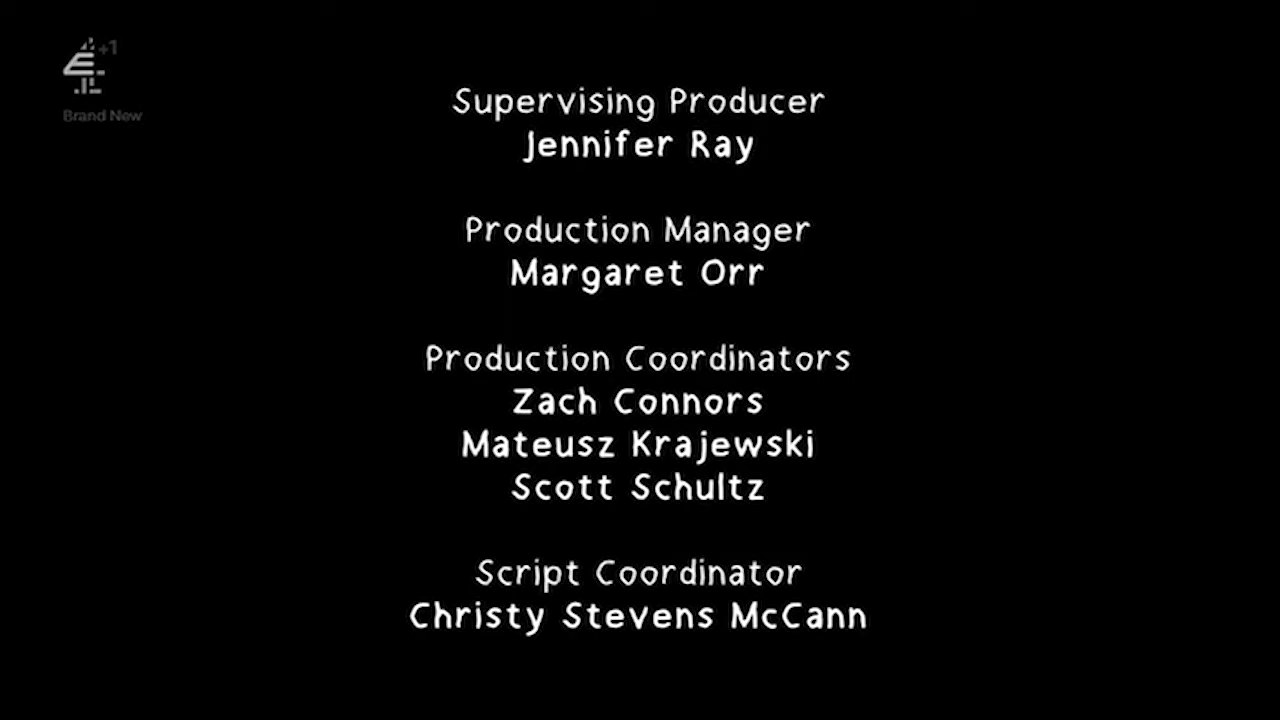 +1
Brand New
Supervising Producer
Jennifer Ray
Production Manager
Margaret Orr
Production Coordinators
Zach Connors
Mateusz Krajewski
Scott Schultz
Script Coordinator
Christy Stevens McCann